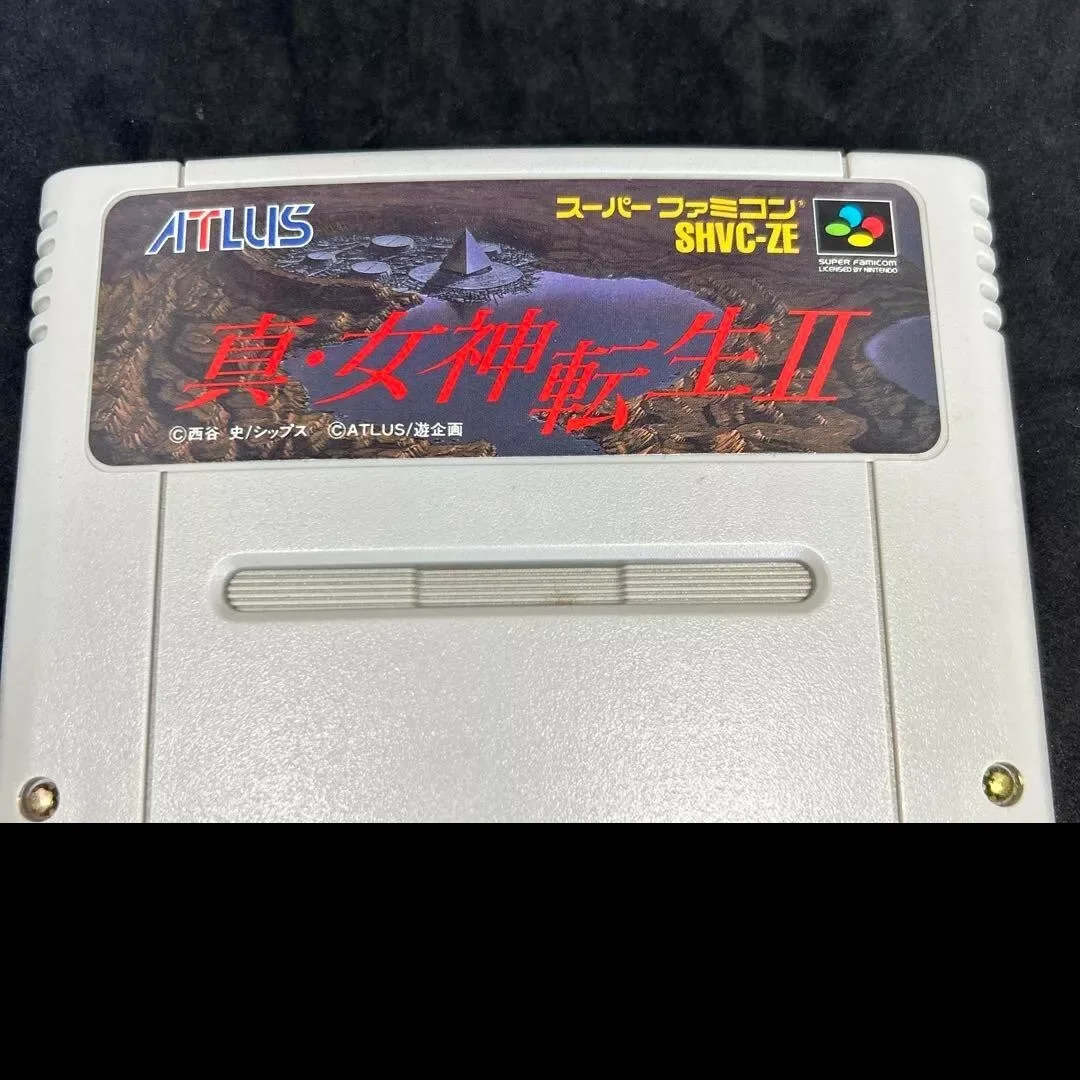 ATLUS
スーパーファミコン®
SHVC-ZE
SUPER FAMICOM
LICENSED BY NINTENDO
真・女神転生II
©西谷 史/シップス ©ATLUS/遊企画